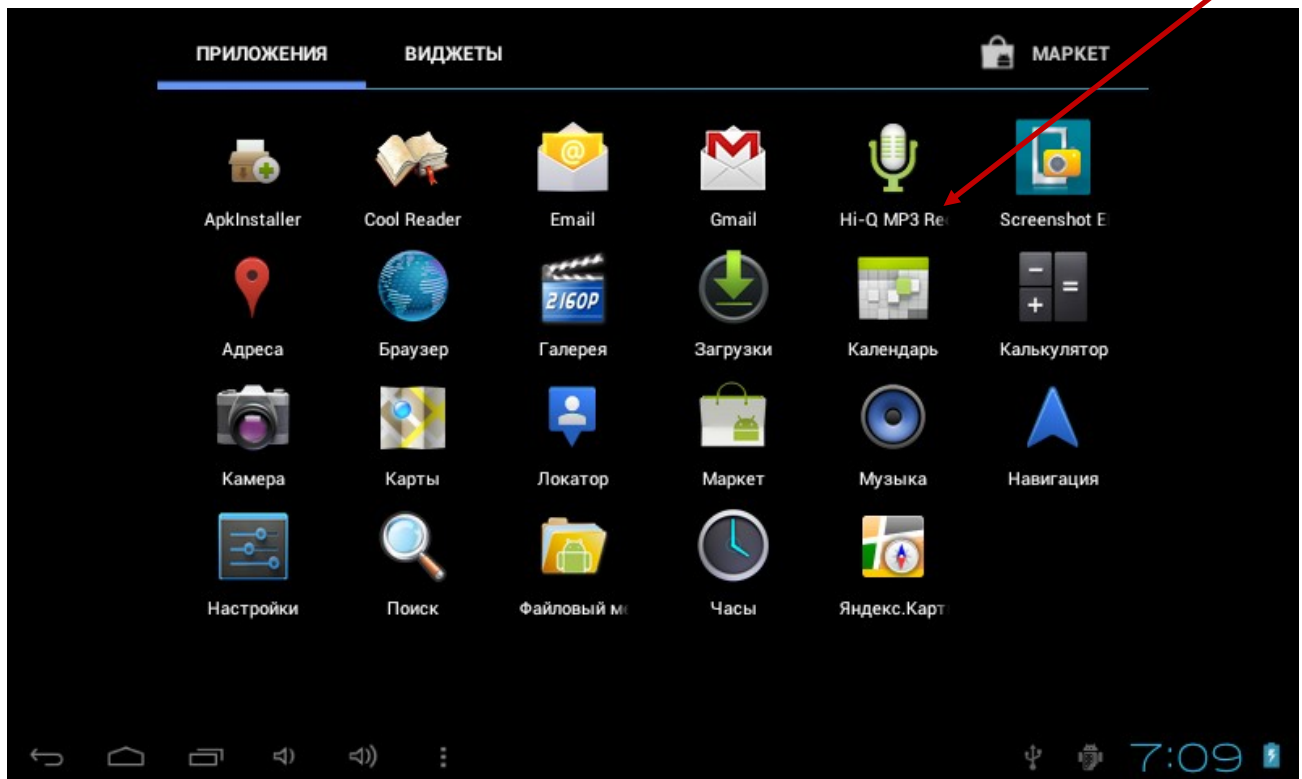 ПРИЛОЖЕНИЯ ВИДЖЕТЫ МАРКЕТ
ApkInstaller Cool Reader Email Gmail Hi-Q MP3 Rec Screenshot E
Адреса Браузер 2160P Галерея Загрузки Календарь Калькулятор
Камера Карты Локатор Маркет Музыка Навигация
Настройки Поиск Файловый м Часы Яндекс.Карт
7:09